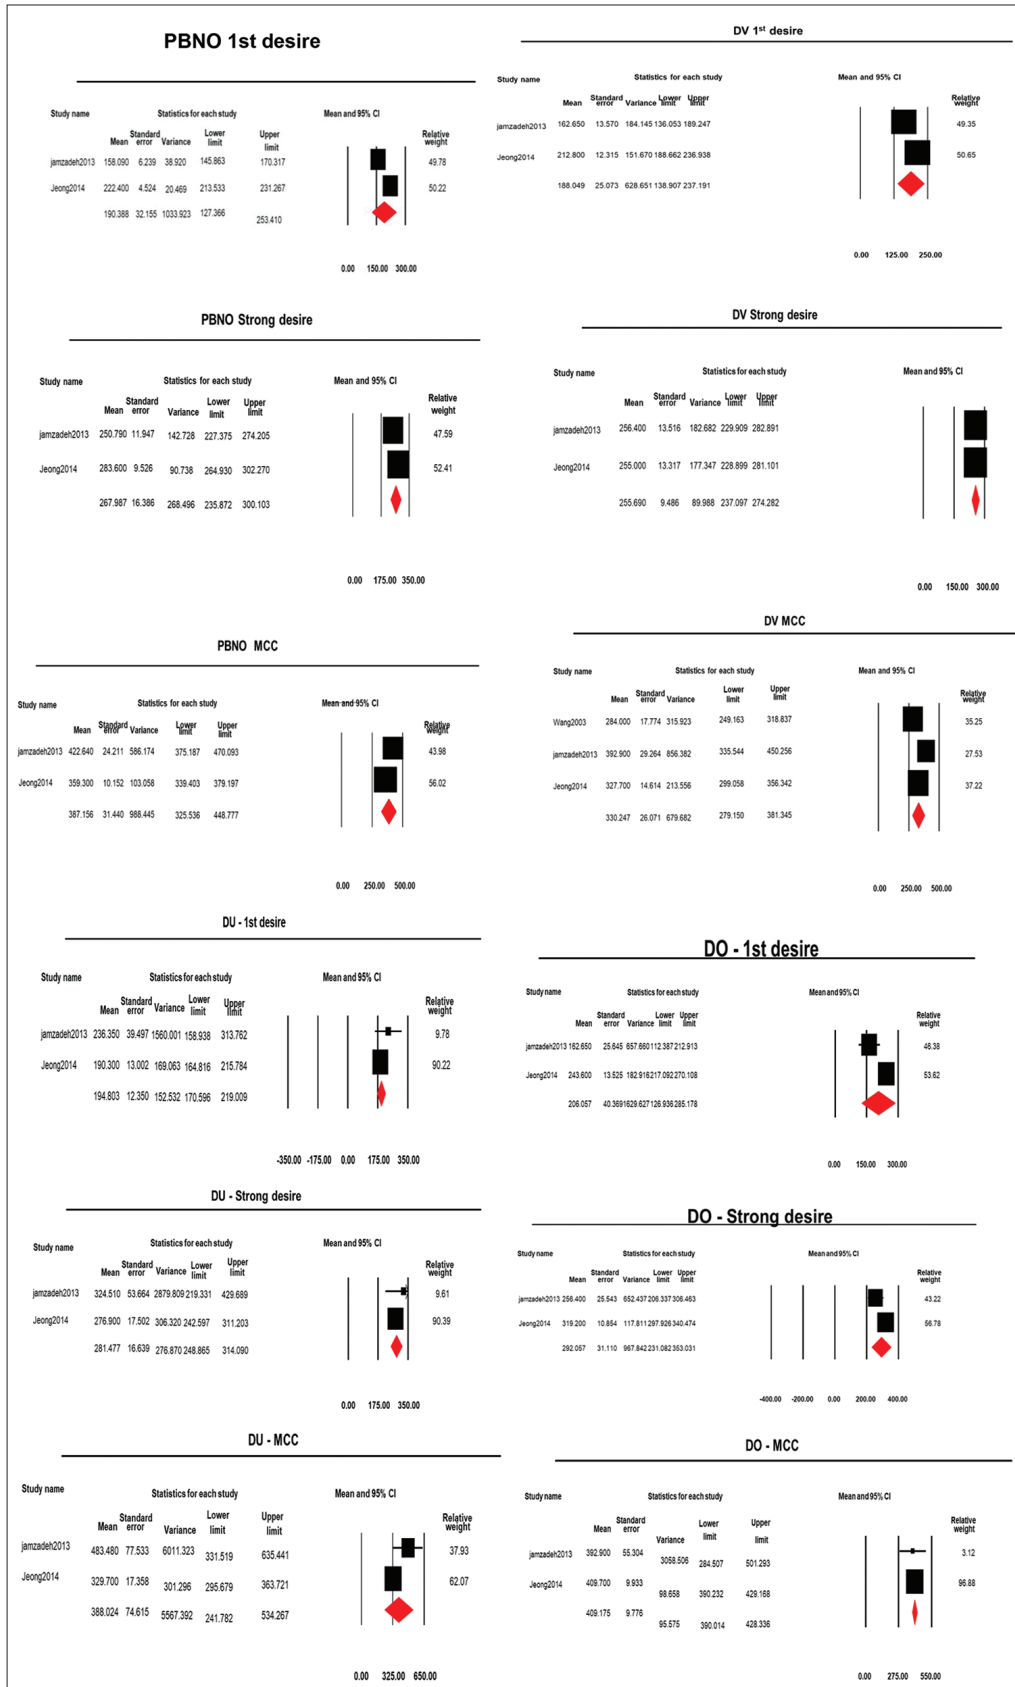 PBNO 1st desire
Study name Statistics for each study Mean and 95% CI
Mean Standard error Variance Lower limit Upper limit Relative weight
jamzadeh2013 158.090 6.239 38.920 145.863 170.317 49.78
Jeong2014 222.400 4.524 20.469 213.533 231.267 50.22
190.388 32.155 1033.923 127.366 253.410
0.00 150.00 300.00
DV 1st desire
Study name Statistics for each study Mean and 95% CI
Mean Standard error Variance Lower limit Upper limit Relative weight
jamzadeh2013 162.650 13.570 184.145 136.053 189.247 49.35
Jeong2014 212.800 12.315 151.670 188.662 236.938 50.65
188.049 25.073 628.651 138.907 237.191
0.00 125.00 250.00
PBNO Strong desire
Study name Statistics for each study Mean and 95% CI
Mean Standard error Variance Lower limit Upper limit Relative weight
jamzadeh2013 250.790 11.947 142.728 227.375 274.205 47.59
Jeong2014 283.600 9.526 90.738 264.930 302.270 52.41
267.987 16.386 268.496 235.872 300.103
0.00 175.00 350.00
DV Strong desire
Study name Statistics for each study Mean and 95% CI
Mean Standard error Variance Lower limit Upper limit
jamzadeh2013 256.400 13.516 182.682 229.909 282.891
Jeong2014 255.000 13.317 177.347 228.899 281.101
255.690 9.486 89.988 237.097 274.282
0.00 150.00 300.00
PBNO MCC
Study name Statistics for each study Mean and 95% CI
Mean Standard error Variance Lower limit Upper limit Relative weight
jamzadeh2013 422.640 24.211 586.174 375.187 470.093 43.98
Jeong2014 359.300 10.152 103.058 339.403 379.197 56.02
387.156 31.440 988.445 325.536 448.777
0.00 250.00 500.00
DV MCC
Study name Statistics for each study Mean and 95% CI
Mean Standard error Variance Lower limit Upper limit Relative weight
Wang2003 284.000 17.774 315.923 249.163 318.837 35.25
jamzadeh2013 392.900 29.264 856.382 335.544 450.256 27.53
Jeong2014 327.700 14.614 213.556 299.058 356.342 37.22
330.247 26.071 679.682 279.150 381.345
0.00 250.00 500.00
DU - 1st desire
Study name Statistics for each study Mean and 95% CI
Mean Standard error Variance Lower limit Upper limit Relative weight
jamzadeh2013 236.350 39.497 1560.001 158.938 313.762 9.78
Jeong2014 190.300 13.002 169.063 164.816 215.784 90.22
194.803 12.350 152.532 170.596 219.009
-350.00 -175.00 0.00 175.00 350.00
DO - 1st desire
Study name Statistics for each study Mean and 95% CI
Mean Standard error Variance Lower limit Upper limit Relative weight
jamzadeh2013 162.650 25.645 657.660 112.387 212.913 46.38
Jeong2014 243.600 13.525 182.916 217.092 270.108 53.62
206.057 40.369 1629.627 126.936 285.178
0.00 150.00 300.00
DU - Strong desire
Study name Statistics for each study Mean and 95% CI
Mean Standard error Variance Lower limit Upper limit Relative weight
jamzadeh2013 324.510 53.664 2879.809 219.331 429.689 9.61
Jeong2014 276.900 17.502 306.320 242.597 311.203 90.39
281.477 16.639 276.870 248.865 314.090
0.00 175.00 350.00
DO - Strong desire
Study name Statistics for each study Mean and 95% CI
Mean Standard error Variance Lower limit Upper limit Relative weight
jamzadeh2013 256.400 25.543 652.437 206.337 306.463 43.22
Jeong2014 319.200 10.854 117.811 297.926 340.474 56.78
292.057 31.110 967.842 231.082 353.031
-400.00 -200.00 0.00 200.00 400.00
DU - MCC
Study name Statistics for each study Mean and 95% CI
Mean Standard error Variance Lower limit Upper limit Relative weight
jamzadeh2013 483.480 77.533 6011.323 331.519 635.441 37.93
Jeong2014 329.700 17.358 301.296 295.679 363.721 62.07
388.024 74.615 5567.392 241.782 534.267
0.00 325.00 650.00
DO - MCC
Study name Statistics for each study Mean and 95% CI
Mean Standard error Variance Lower limit Upper limit Relative weight
jamzadeh2013 392.900 55.304 3058.506 284.507 501.293 3.12
Jeong2014 409.700 9.933 98.658 390.232 429.168 96.88
409.175 9.776 95.575 390.014 428.336
0.00 275.00 550.00